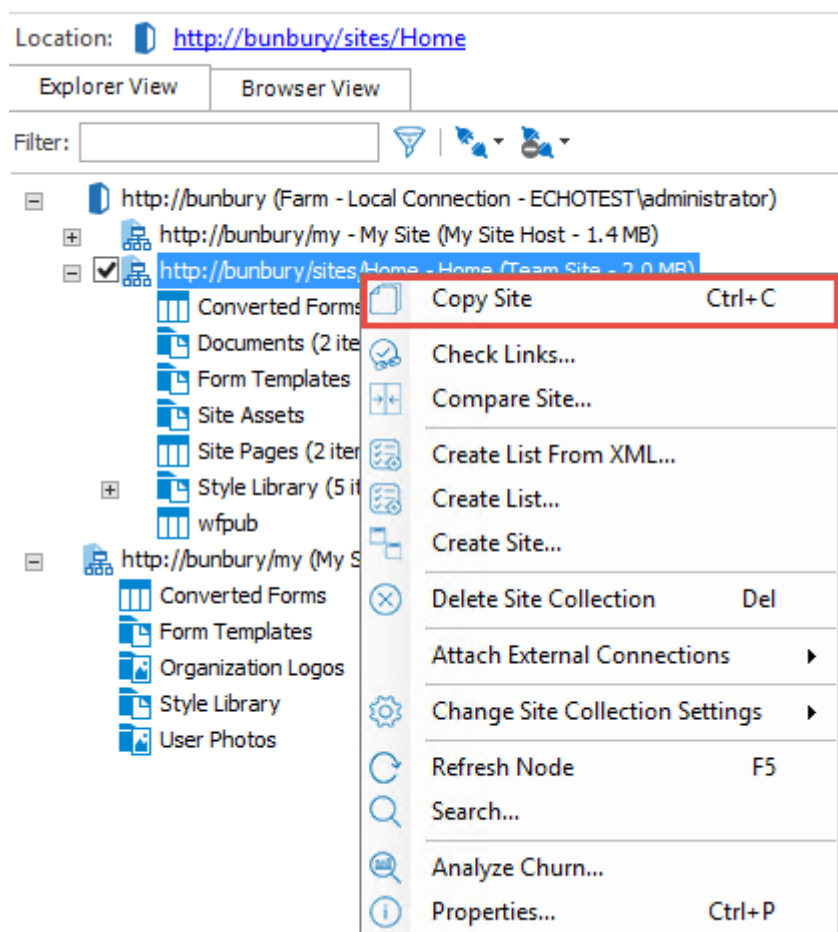 Location: http://bunbury/sites/Home
Explorer View Browser View
Filter:
http://bunbury (Farm - Local Connection - ECHOTEST\administrator)
http://bunbury/my - My Site (My Site Host - 1.4 MB)
http://bunbury/sites/Home - Home (Team Site - 2.0 MB)
Converted Forms
Documents (2 ite
Form Templates
Site Assets
Site Pages (2 iter
Style Library (5 it
wfpub
http://bunbury/my (My S
Converted Forms
Form Templates
Organization Logos
Style Library
User Photos
Copy Site Ctrl+C
Check Links...
Compare Site...
Create List From XML...
Create List...
Create Site...
Delete Site Collection Del
Attach External Connections
Change Site Collection Settings
Refresh Node F5
Search...
Analyze Churn...
Properties... Ctrl+P